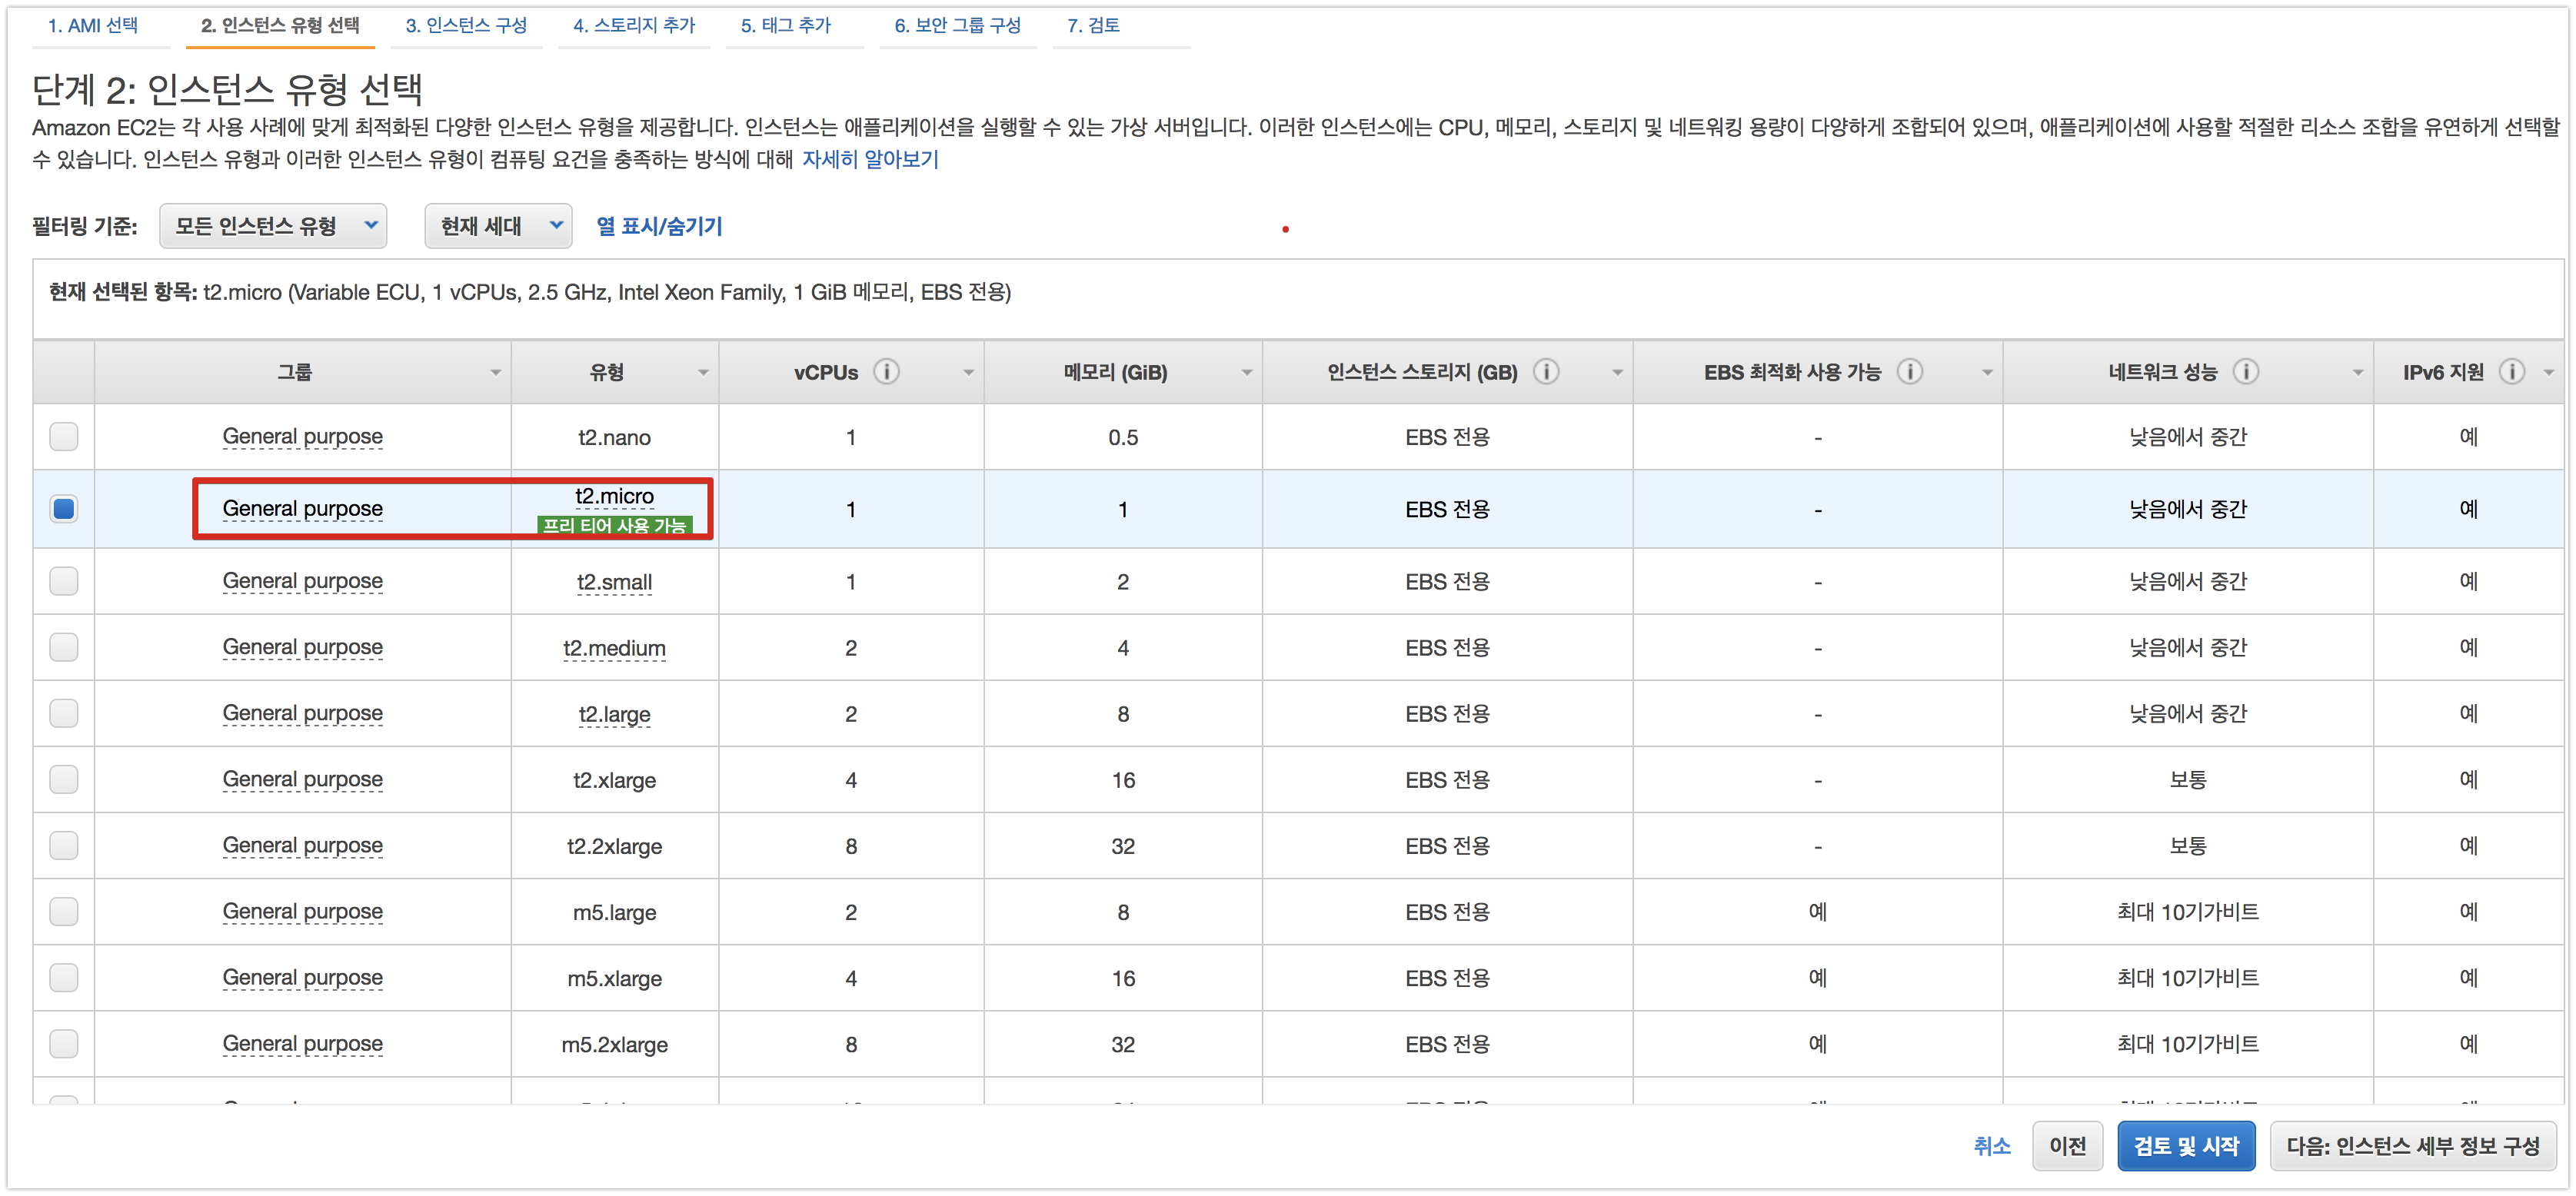 1. AMI 선택 2. 인스턴스 유형 선택 3. 인스턴스 구성 4. 스토리지 추가 5. 태그 추가 6. 보안 그룹 구성 7. 검토
단계 2: 인스턴스 유형 선택
Amazon EC2는 각 사용 사례에 맞게 최적화된 다양한 인스턴스 유형을 제공합니다. 인스턴스는 애플리케이션을 실행할 수 있는 가상 서버입니다. 이러한 인스턴스에는 CPU, 메모리, 스토리지 및 네트워킹 용량이 다양하게 조합되어 있으며, 애플리케이션에 사용할 적절한 리소스 조합을 유연하게 선택할
수 있습니다. 인스턴스 유형과 이러한 인스턴스 유형이 컴퓨팅 요건을 충족하는 방식에 대해 자세히 알아보기
필터링 기준: 모든 인스턴스 유형 현재 세대 열 표시/숨기기
현재 선택된 항목: t2.micro (Variable ECU, 1 vCPUs, 2.5 GHz, Intel Xeon Family, 1 GiB 메모리, EBS 전용)
그룹 유형 vCPUs 메모리 (GiB) 인스턴스 스토리지 (GB) EBS 최적화 사용 가능 네트워크 성능 IPv6 지원
General purpose t2.nano 1 0.5 EBS 전용 - 낮음에서 중간 예
General purpose t2.micro 1 1 EBS 전용 - 낮음에서 중간 예
프리 티어 사용 가능
General purpose t2.small 1 2 EBS 전용 - 낮음에서 중간 예
General purpose t2.medium 2 4 EBS 전용 - 낮음에서 중간 예
General purpose t2.large 2 8 EBS 전용 - 낮음에서 중간 예
General purpose t2.xlarge 4 16 EBS 전용 - 보통 예
General purpose t2.2xlarge 8 32 EBS 전용 - 보통 예
General purpose m5.large 2 8 EBS 전용 예 최대 10기가비트 예
General purpose m5.xlarge 4 16 EBS 전용 예 최대 10기가비트 예
General purpose m5.2xlarge 8 32 EBS 전용 예 최대 10기가비트 예
취소 이전 검토 및 시작 다음: 인스턴스 세부 정보 구성